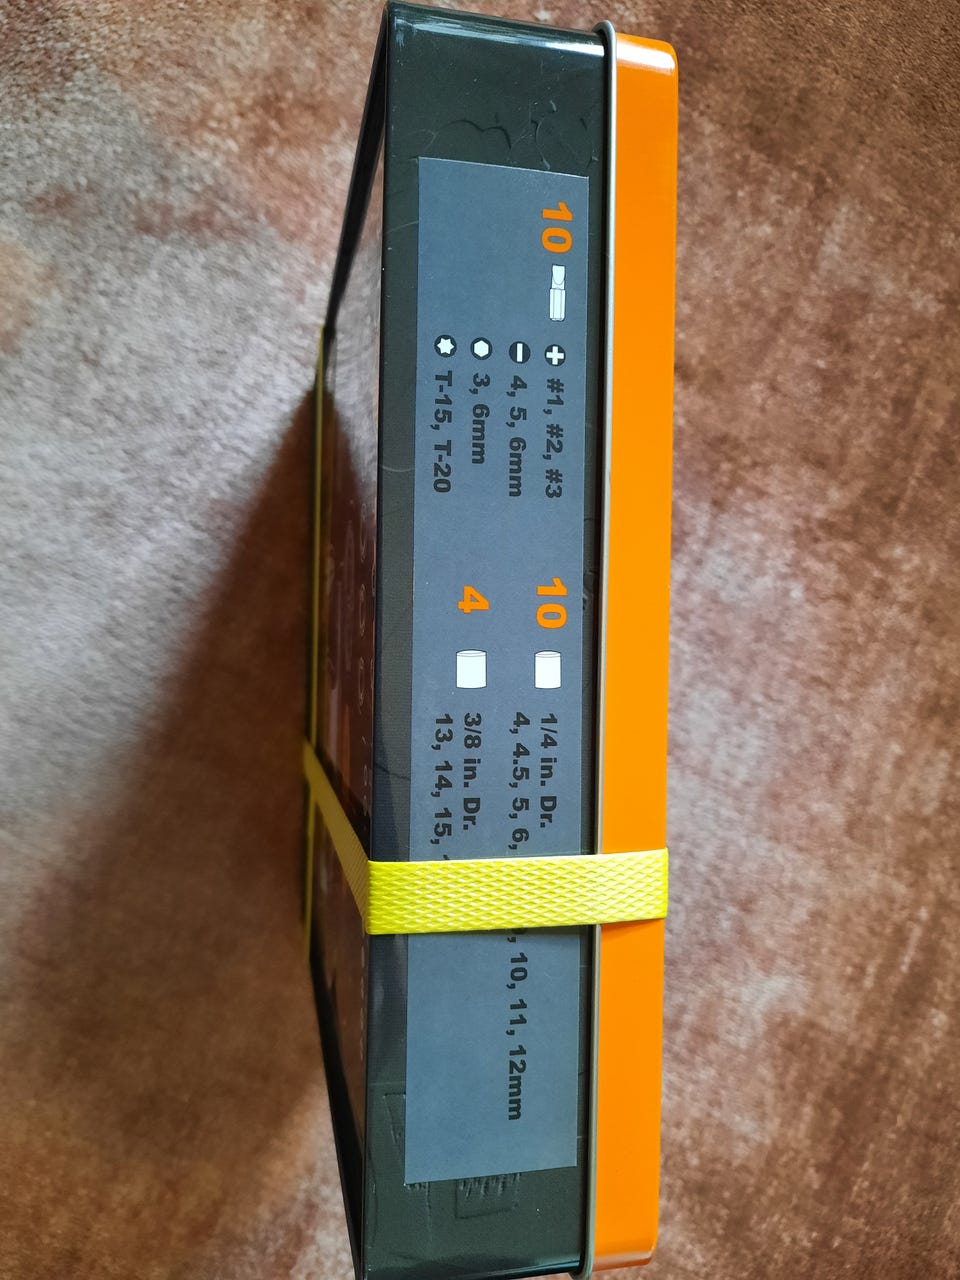 10
#1, #2, #3
4, 5, 6mm
3, 6mm
T-15, T-20
10
1/4 in. Dr.
4, 4.5, 5, 6, 10, 11, 12mm
4
3/8 in. Dr.
13, 14, 15,